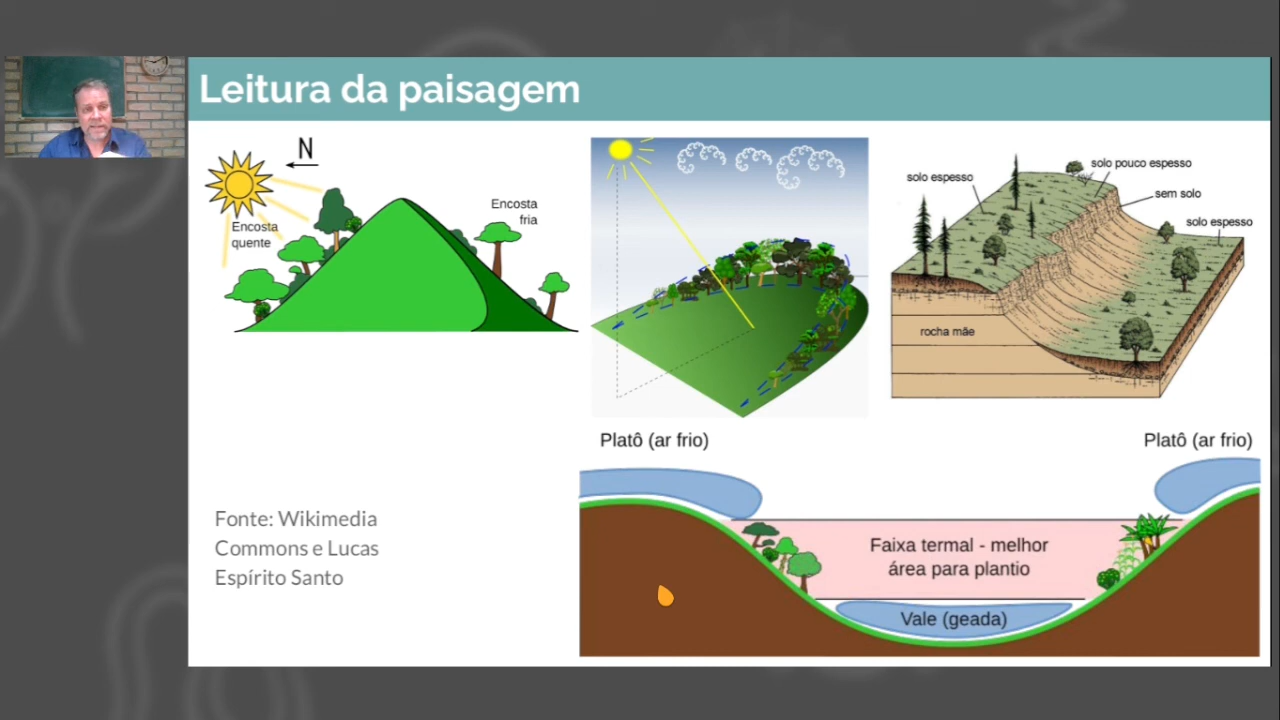 Leitura da paisagem
N
Encosta
quente
Encosta
fria
solo espesso
solo pouco espesso
sem solo
solo espesso
rocha mãe
Platô (ar frio)
Platô (ar frio)
Faixa termal - melhor
área para plantio
Vale (geada)
Fonte: Wikimedia
Commons e Lucas
Espírito Santo